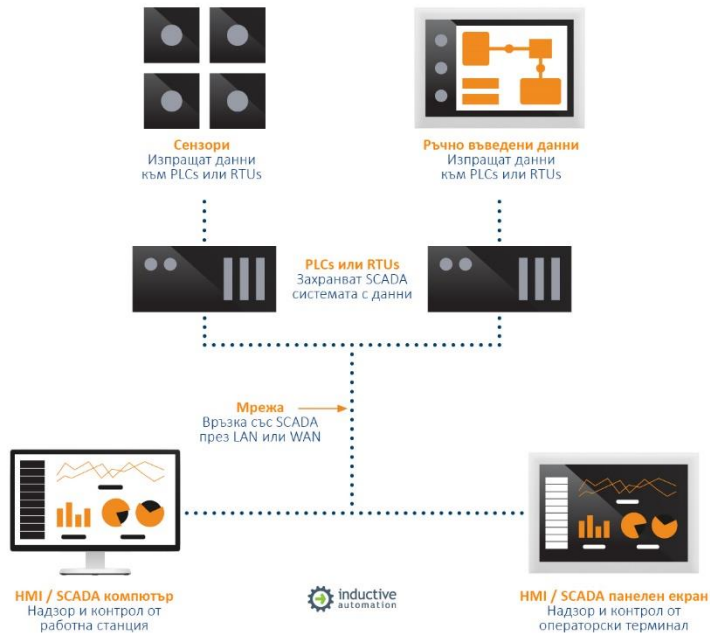 Сензори
Изпращат данни
към PLCs или RTUs
Ръчно въведени данни
Изпращат данни
към PLCs или RTUs
PLCs или RTUs
Захранват SCADA
системата с данни
Мрежа
Връзка със SCADA
през LAN или WAN
HMI / SCADA компютър
Надзор и контрол от
работна станция
inductive
automation
HMI / SCADA панелен екран
Надзор и контрол от
операторски терминал